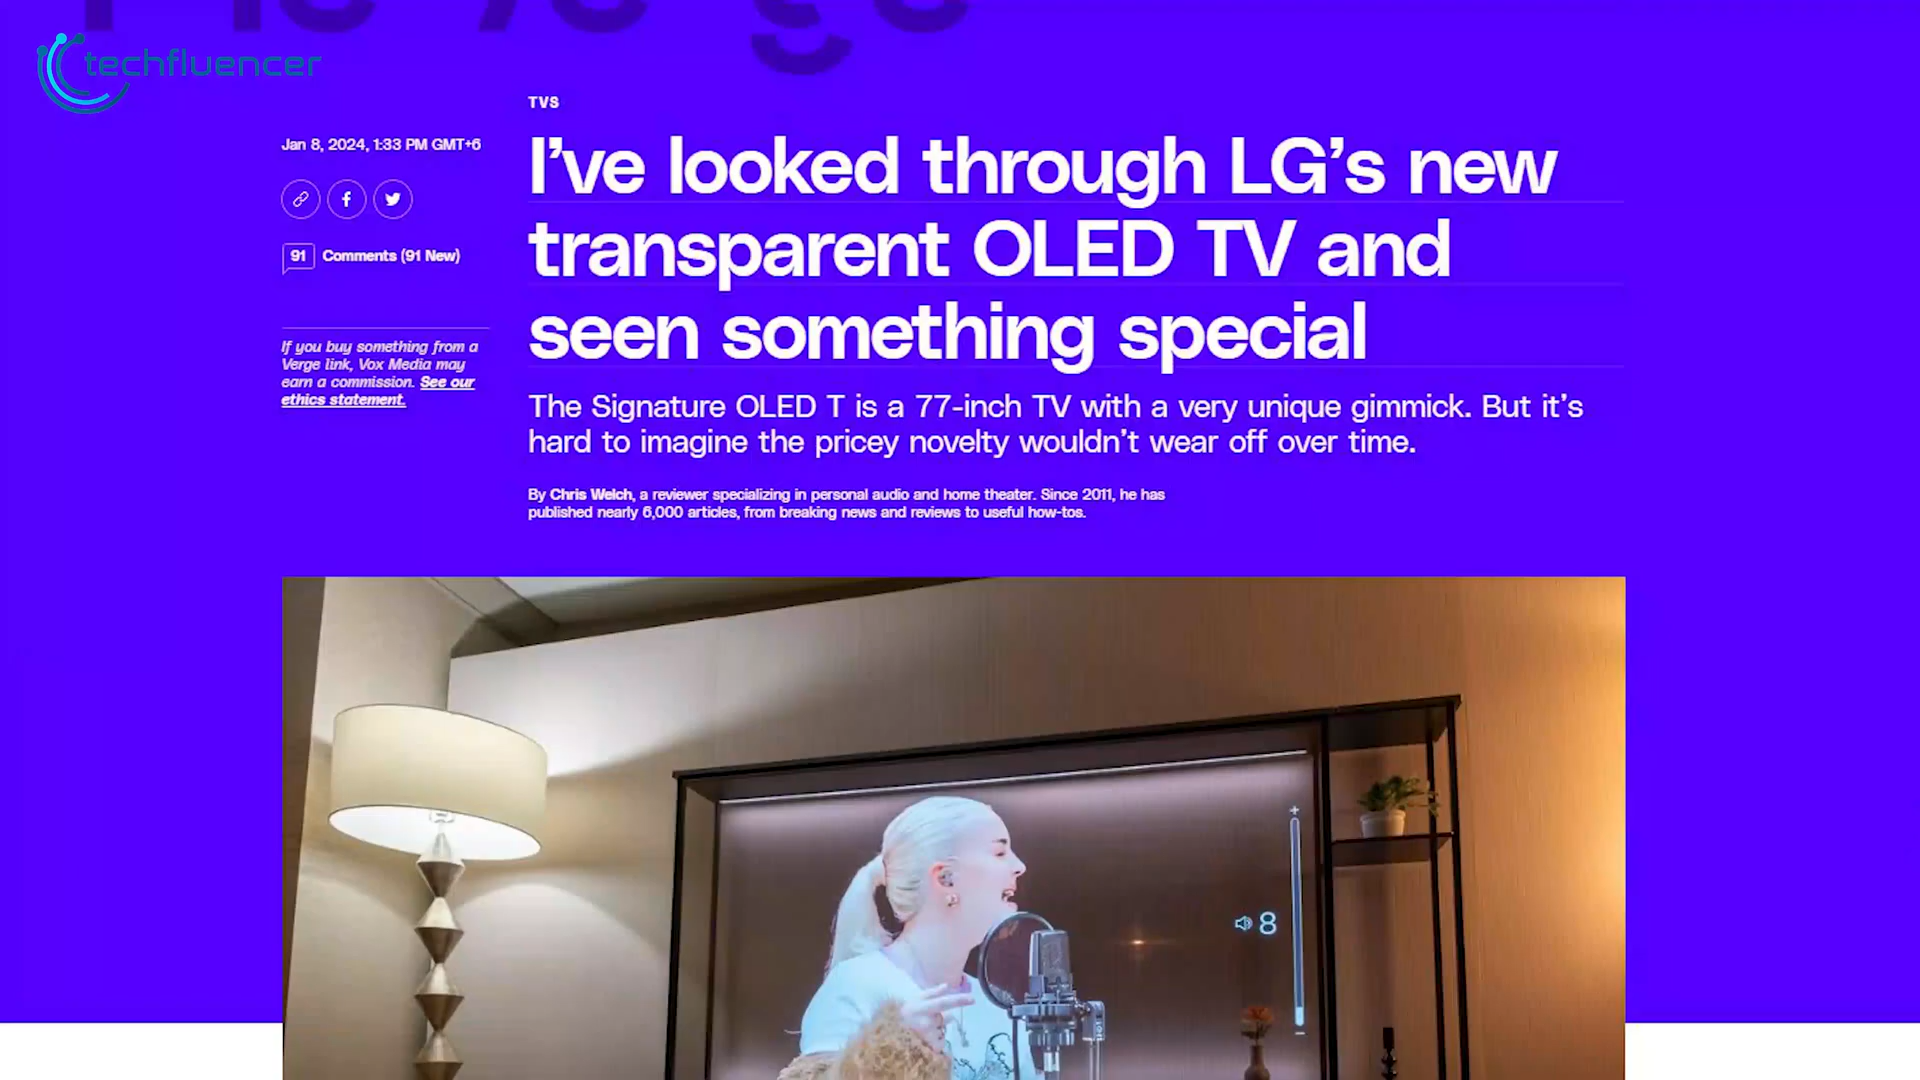 techfluencer
TVS
Jan 8, 2024, 1:33 PM GMT+6
I've looked through LG's new
transparent OLED TV and
seen something special
91 Comments (91 New)
If you buy something from a
Verge link, Vox Media may
earn a commission. See our
ethics statement.
The Signature OLED T is a 77-inch TV with a very unique gimmick. But it's
hard to imagine the pricey novelty wouldn't wear off over time.
By Chris Welch, a reviewer specializing in personal audio and home theater. Since 2011, he has
published nearly 6,000 articles, from breaking news and reviews to useful how-tos.
8